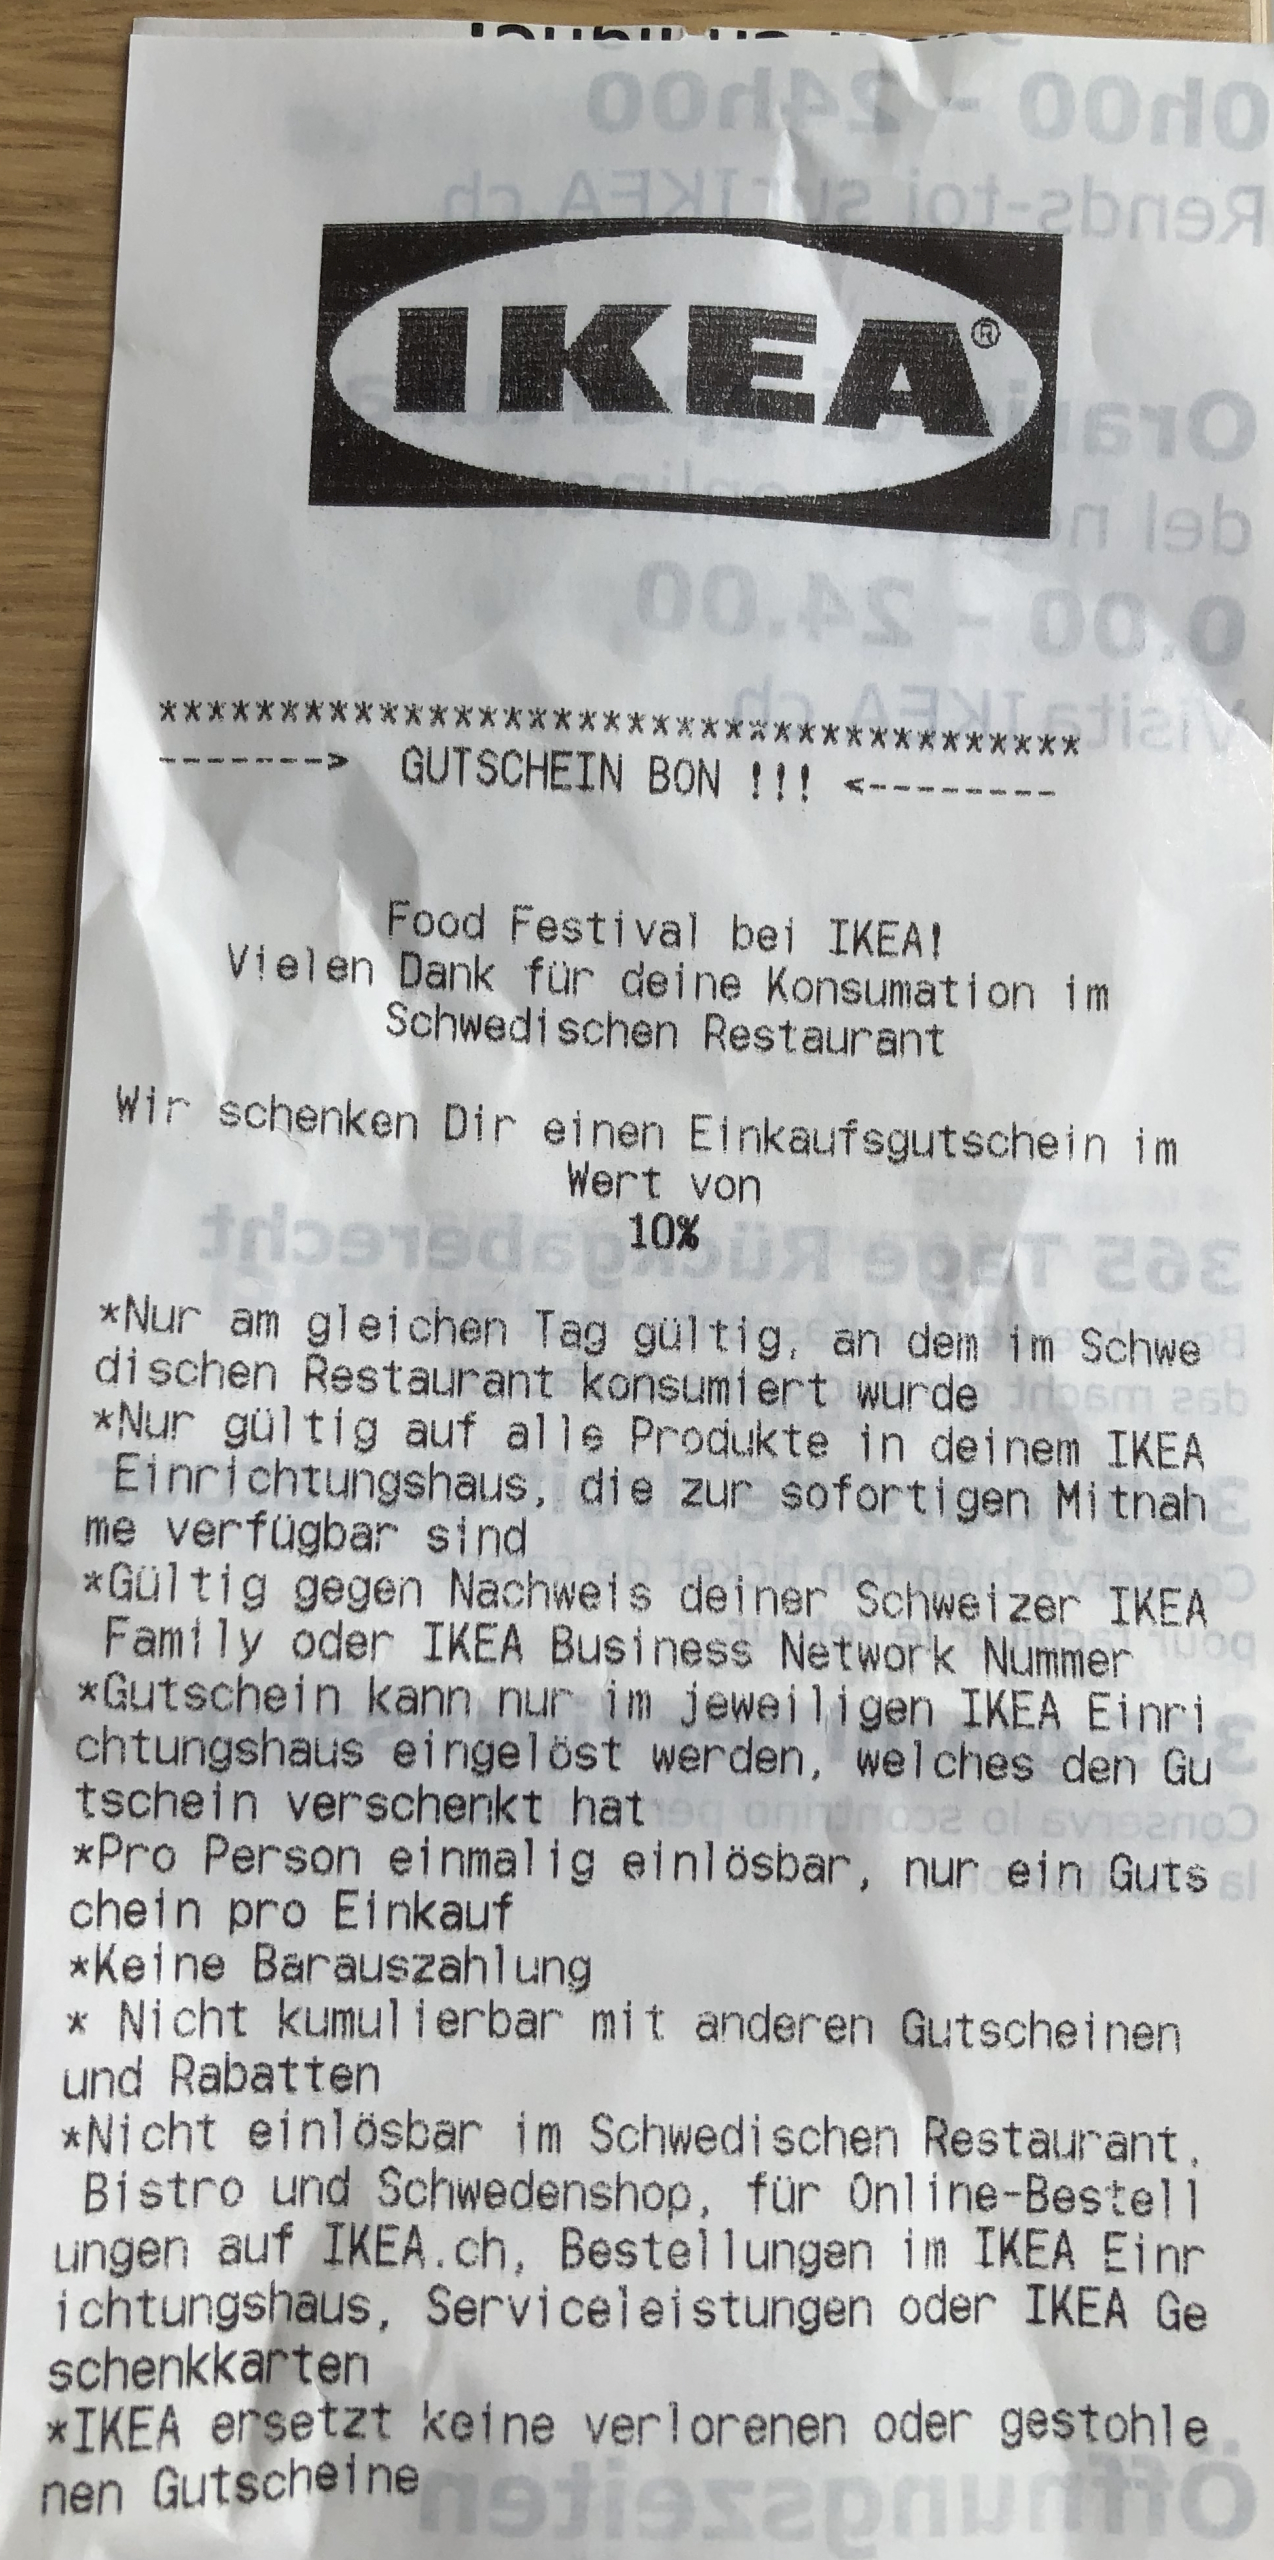 IKEA®
**************************************
-------> GUTSCHEIN BON !!! <--------
Food Festival bei IKEA!
Vielen Dank für deine Konsumation im
Schwedischen Restaurant
Wir schenken Dir einen Einkaufsgutschein im
Wert von
10%
*Nur am gleichen Tag gültig, an dem im Schwe
dischen Restaurant konsumiert wurde
*Nur gültig auf alle Produkte in deinem IKEA
Einrichtungshaus, die zur sofortigen Mitnah
me verfügbar sind
*Gültig gegen Nachweis deiner Schweizer IKEA
Family oder IKEA Business Network Nummer
*Gutschein kann nur im jeweiligen IKEA Einri
chtungshaus eingelöst werden, welches den Gu
tschein verschenkt hat
*Pro Person einmalig einlösbar, nur ein Guts
chein pro Einkauf
*Keine Barauszahlung
* Nicht kumulierbar mit anderen Gutscheinen
und Rabatten
*Nicht einlösbar im Schwedischen Restaurant,
Bistro und Schwedenshop, für Online-Bestell
ungen auf IKEA.ch, Bestellungen im IKEA Einr
ichtungshaus, Serviceleistungen oder IKEA Ge
schenkkarten
*IKEA ersetzt keine verlorenen oder gestohle
nen Gutscheine